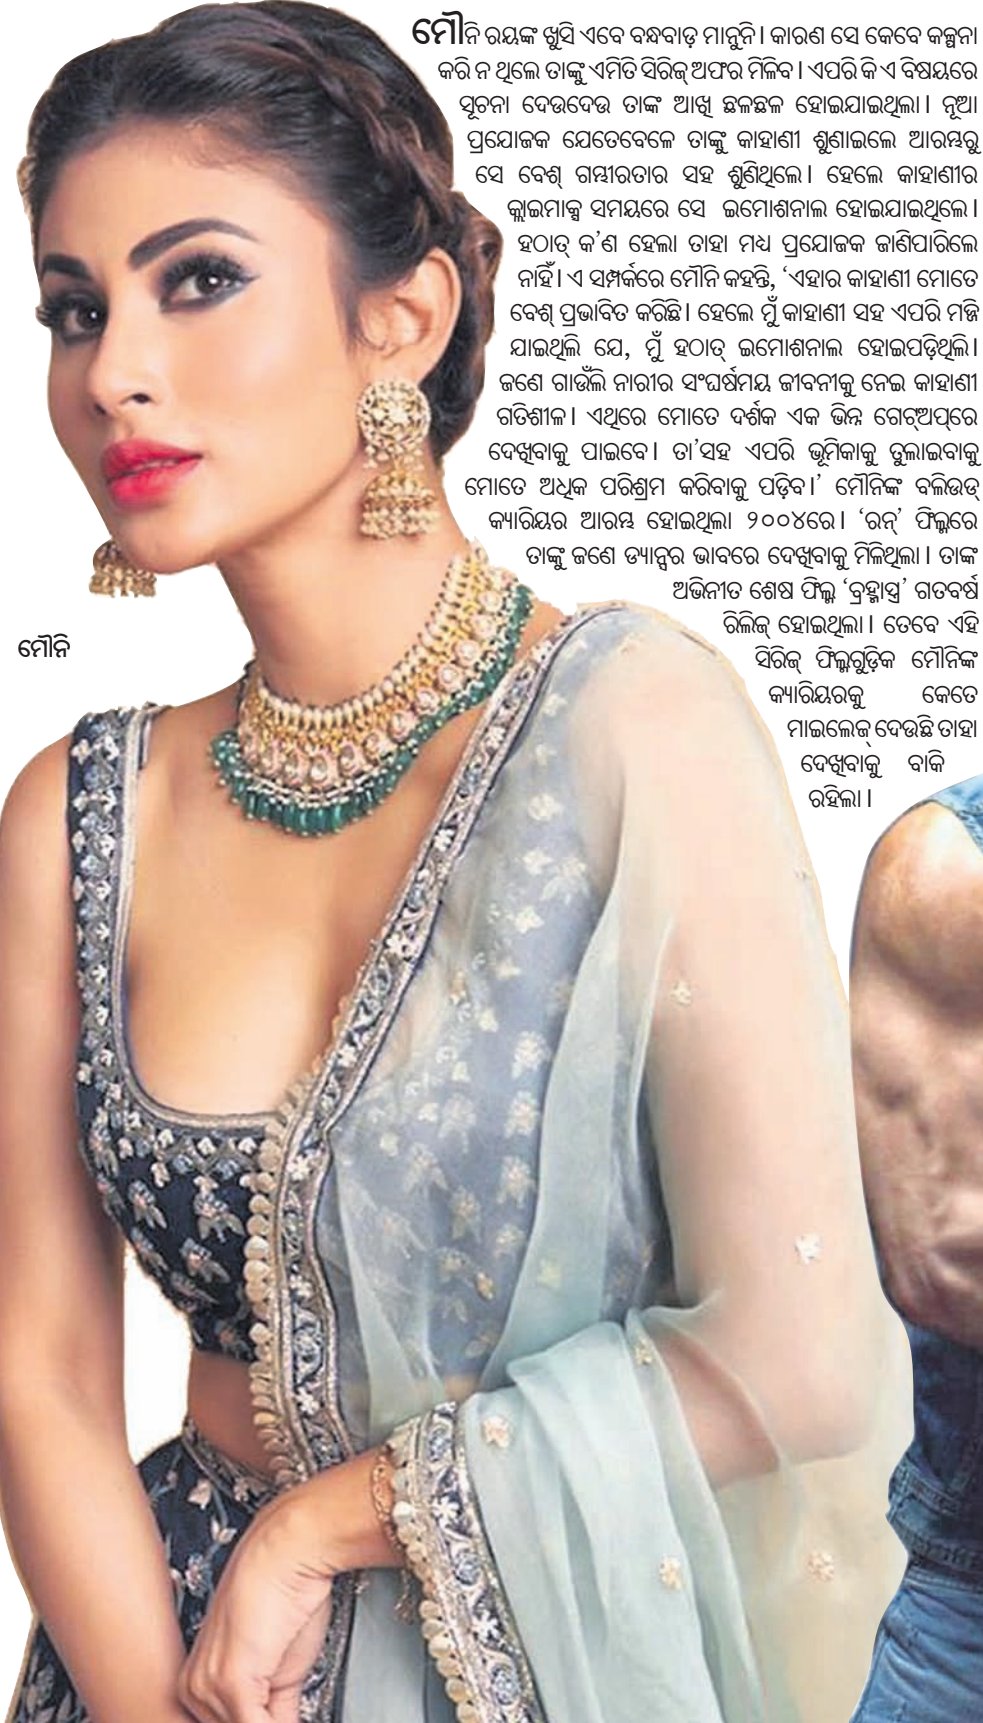 ମୌନି ରୟଙ୍କ ଖୁସି ଏବେ ବନ୍ଧବାଡ଼ ମାନୁନି। କାରଣ ସେ କେବେ କଳ୍ପନା
କରି ନ ଥିଲେ ତାଙ୍କୁ ଏମିତି ସିରିଜ୍ ଅଫର ମିଳିବ। ଏପରି କି ଏ ବିଷୟରେ
ସୂଚନା ଦେଉଦେଉ ତାଙ୍କ ଆଖି ଛଳଛଳ ହୋଇଯାଇଥିଲା। ନୂଆ
ପ୍ରଯୋଜକ ଯେତେବେଳେ ତାଙ୍କୁ କାହାଣୀ ଶୁଣାଇଲେ ଆରମ୍ଭରୁ
ସେ ବେଶ୍ ଗମ୍ଭୀରତାର ସହ ଶୁଣିଥିଲେ। ହେଲେ କାହାଣୀର
କ୍ଲାଇମାକ୍ସ ସମୟରେ ସେ ଇମୋଶନାଲ ହୋଇଯାଇଥିଲେ।
ହଠାତ୍ କ'ଣ ହେଲା ତାହା ମଧ୍ୟ ପ୍ରଯୋଜକ ଜାଣିପାରିଲେ
ନାହିଁ। ଏ ସମ୍ପର୍କରେ ମୌନି କହନ୍ତି, ‘ଏହାର କାହାଣୀ ମୋତେ
ବେଶ୍ ପ୍ରଭାବିତ କରିଛି। ହେଲେ ମୁଁ କାହାଣୀ ସହ ଏପରି ମଜ୍ଜି
ଯାଇଥିଲି ଯେ, ମୁଁ ହଠାତ୍ ଇମୋଶନାଲ ହୋଇପଡ଼ିଥିଲି।
ଜଣେ ଗାଉଁଲି ନାରୀର ସଂଘର୍ଷମୟ ଜୀବନୀକୁ ନେଇ କାହାଣୀ
ଗତିଶୀଳ। ଏଥିରେ ମୋତେ ଦର୍ଶକ ଏକ ଭିନ୍ନ ଗେଟ୍‌ଅପ୍‌ରେ
ଦେଖିବାକୁ ପାଇବେ। ତା'ସହ ଏପରି ଭୂମିକାକୁ ତୁଲାଇବାକୁ
ମୋତେ ଅଧିକ ପରିଶ୍ରମ କରିବାକୁ ପଡ଼ିବ।’ ମୌନିଙ୍କ ବଲିଉଡ୍
କ୍ୟାରିୟର ଆରମ୍ଭ ହୋଇଥିଲା ୨୦୦୪ରେ। ‘ରନ୍’ ଫିଲ୍ମରେ
ତାଙ୍କୁ ଜଣେ ଡ୍ୟାନ୍ସର ଭାବରେ ଦେଖିବାକୁ ମିଳିଥିଲା। ତାଙ୍କ
ଅଭିନୀତ ଶେଷ ଫିଲ୍ମ ‘ବ୍ରହ୍ମାସ୍ତ୍ର’ ଗତବର୍ଷ
ରିଲିଜ୍ ହୋଇଥିଲା। ତେବେ ଏହି
ସିରିଜ୍ ଫିଲ୍ମଗୁଡ଼ିକ ମୌନିଙ୍କ
କ୍ୟାରିୟରକୁ କେତେ
ମାଇଲେଜ୍ ଦେଉଛି ତାହା
ଦେଖିବାକୁ ବାକି
ରହିଲା।
ମୌନି